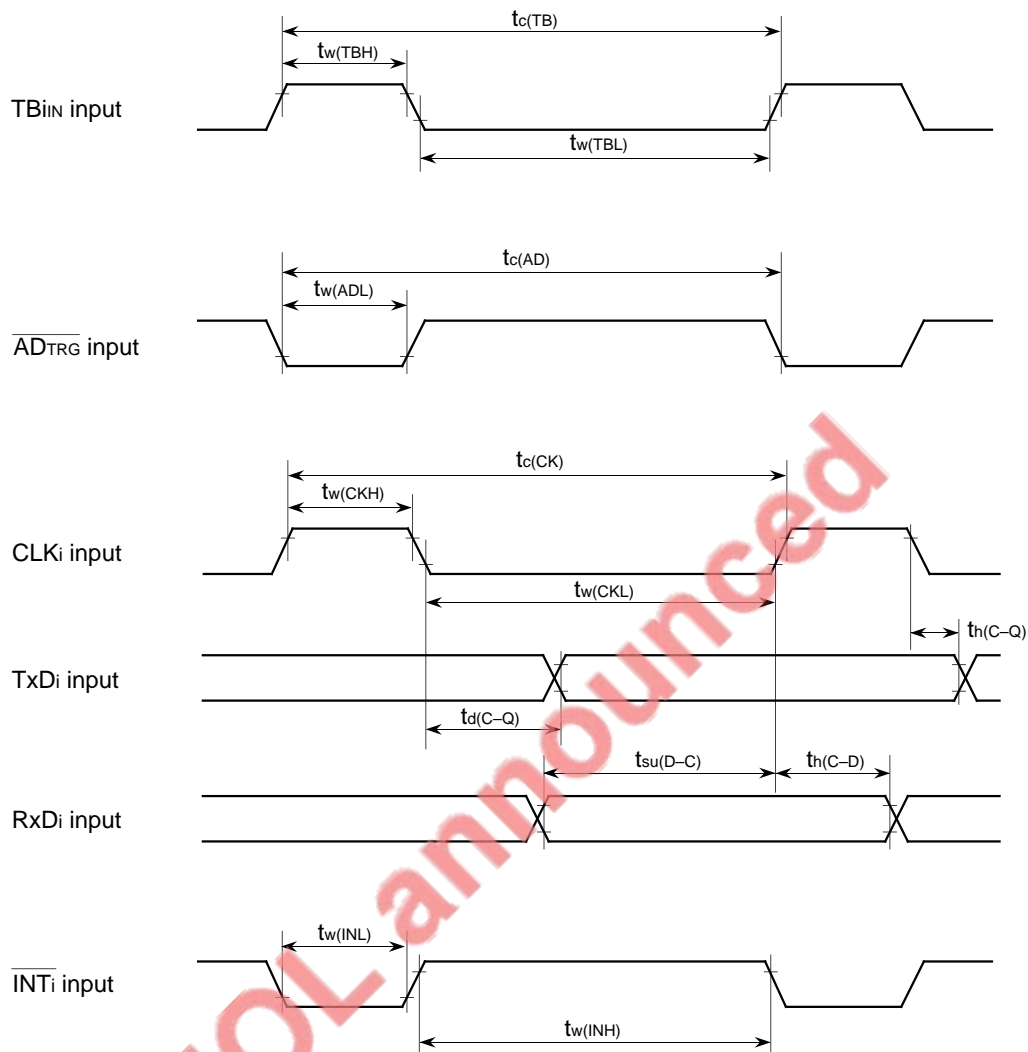 tc(TB)
tw(TBH)
TBiIN input
tw(TBL)
tc(AD)
tw(ADL)
ADTRG input
tc(CK)
tw(CKH)
CLKi input
tw(CKL)
th(C–Q)
TxDi input
td(C–Q)
tsu(D–C)
th(C–D)
RxDi input
tw(INL)
INTi input
tw(INH)
OL announced